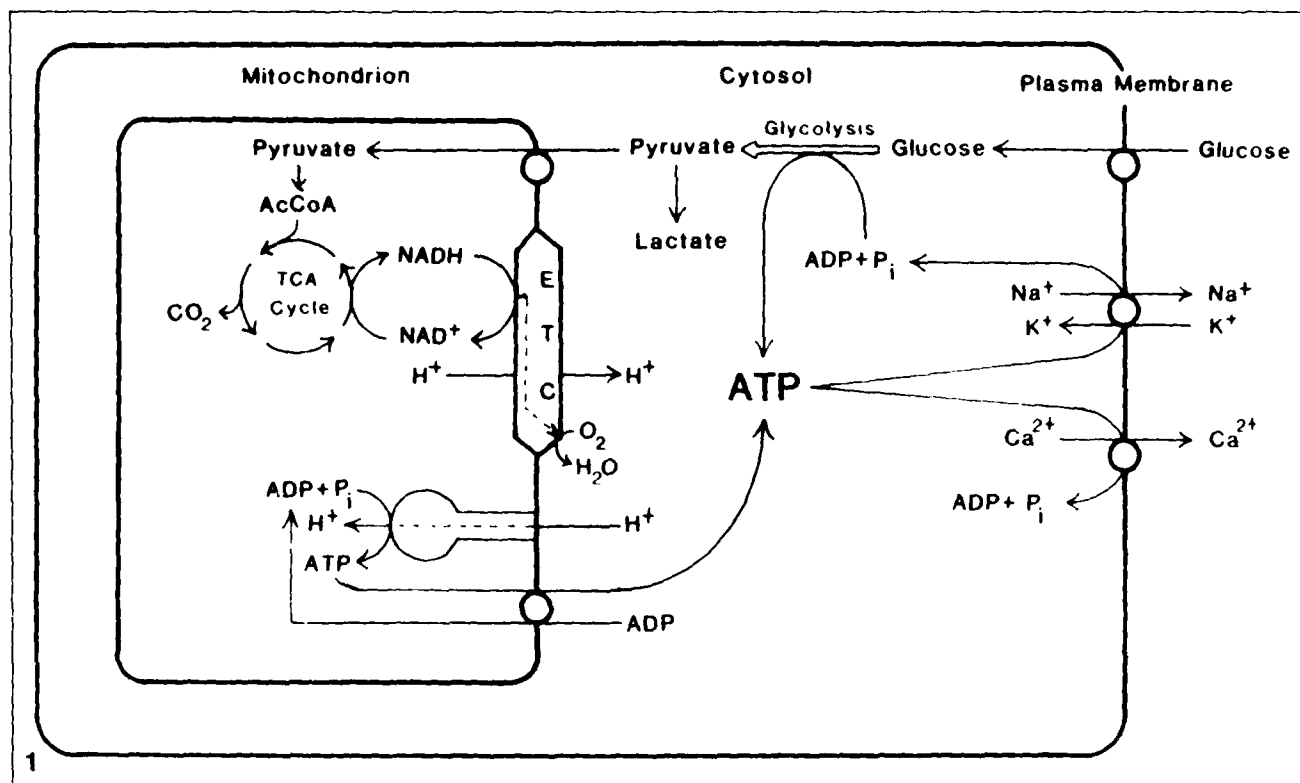 Mitochondrion Cytosol Plasma Membrane
Glycolysis
Pyruvate Pyruvate Glucose Glucose
AcCoA
Lactate
NADH
ADP + Pi
TCA
Cycle
E
T
C
CO2
NAD+
Na+ Na+
K+ K+
H+ H+
ATP
O2
H2O
Ca2+ Ca2+
ADP + Pi
H+ H+
ATP
ADP + Pi
ADP
1